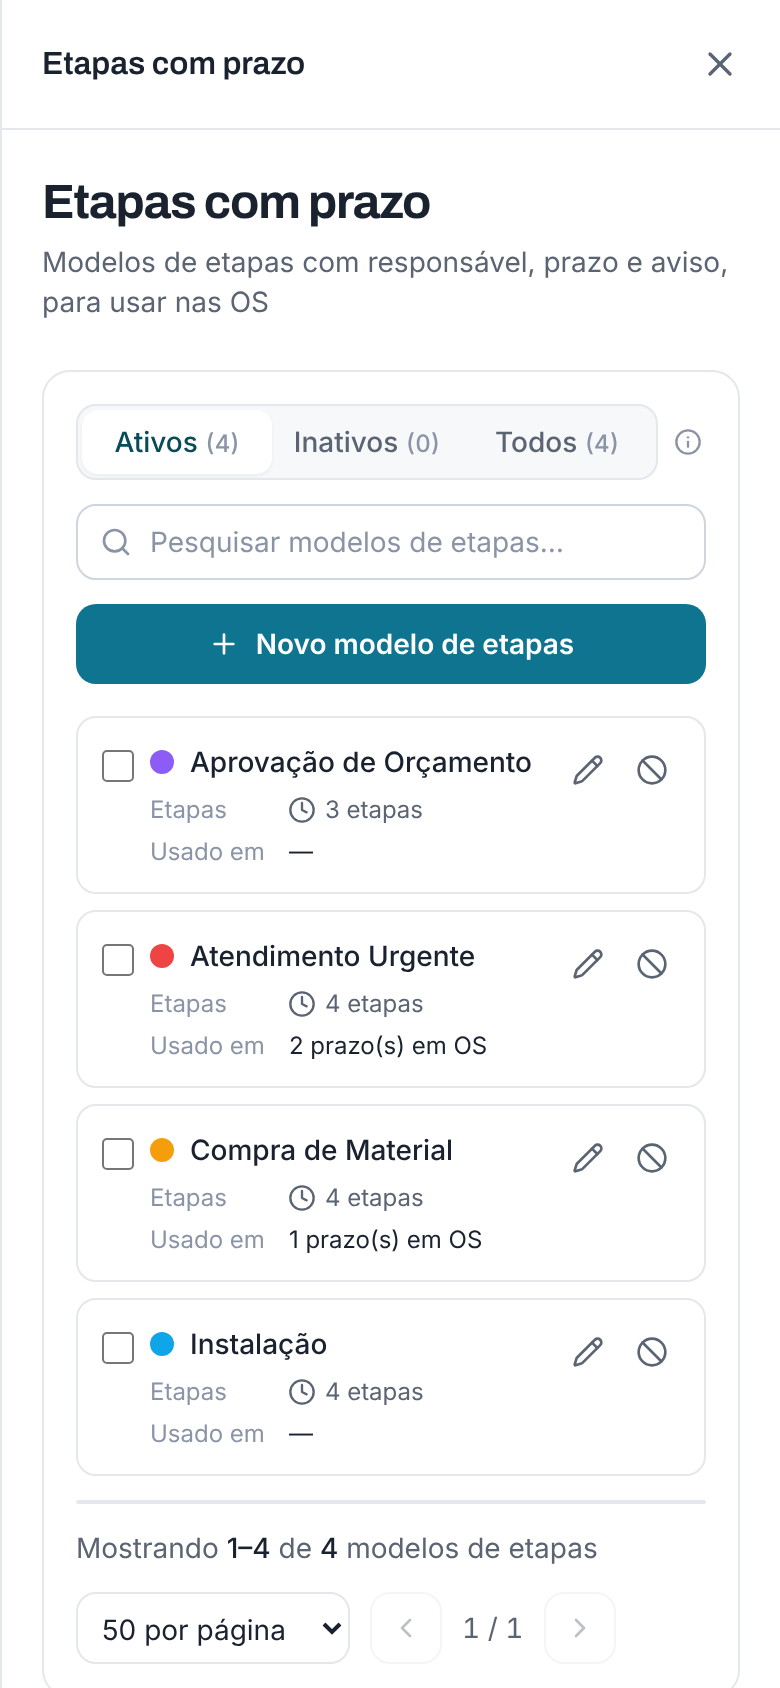 Etapas com prazo
Etapas com prazo
Modelos de etapas com responsável, prazo e aviso,
para usar nas OS
Ativos (4) Inativos (0) Todos (4)
Pesquisar modelos de etapas...
Novo modelo de etapas
Aprovação de Orçamento
Etapas 3 etapas
Usado em —
Atendimento Urgente
Etapas 4 etapas
Usado em 2 prazo(s) em OS
Compra de Material
Etapas 4 etapas
Usado em 1 prazo(s) em OS
Instalação
Etapas 4 etapas
Usado em —
Mostrando 1–4 de 4 modelos de etapas
50 por página 1 / 1